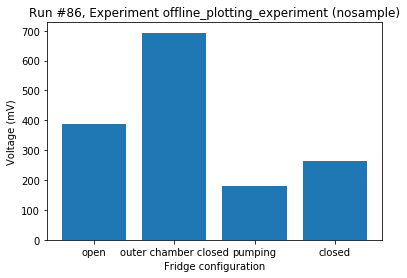 Run #86, Experiment offline_plotting_experiment (nosample)
700
600
500
400
300
200
100
0
Voltage (mV)
open outer chamber closed pumping closed
Fridge configuration